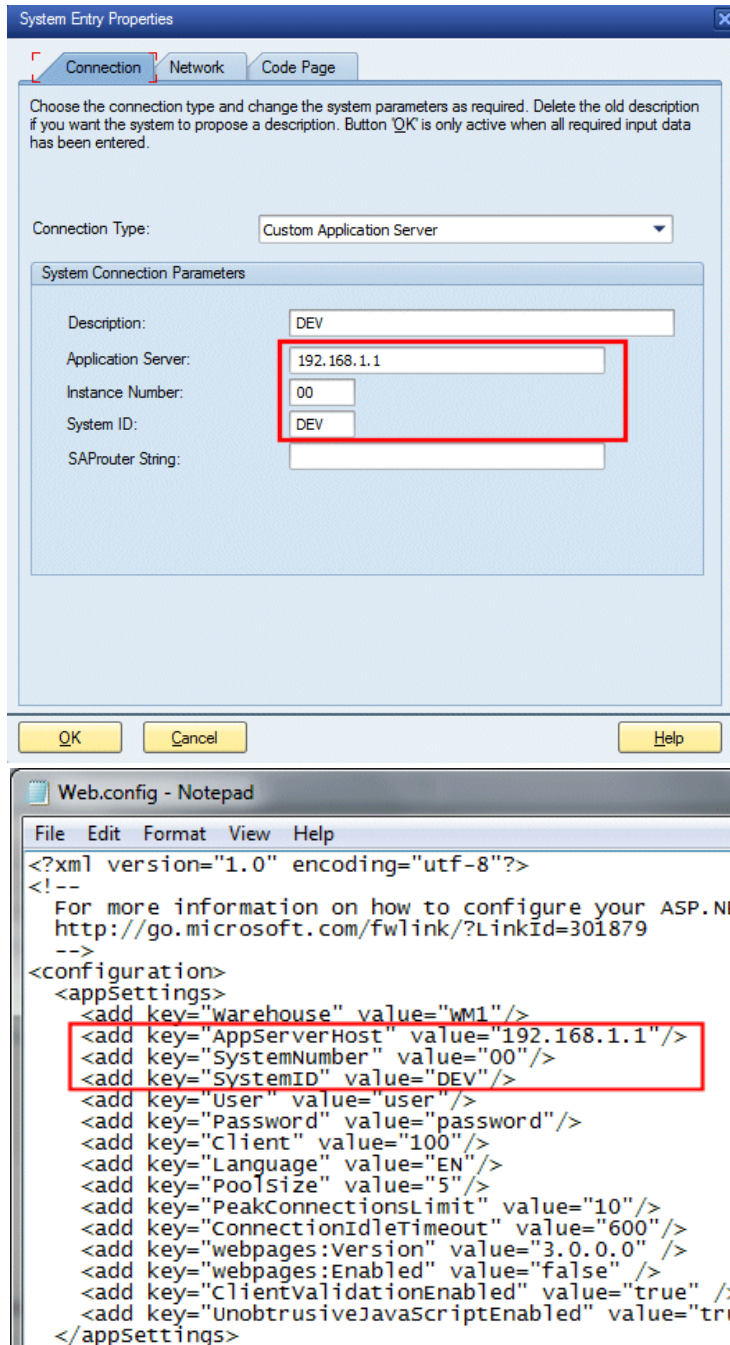 System Entry Properties
Connection Network Code Page
Choose the connection type and change the system parameters as required. Delete the old description
if you want the system to propose a description. Button 'OK' is only active when all required input data
has been entered.
Connection Type: Custom Application Server
System Connection Parameters
Description: DEV
Application Server: 192.168.1.1
Instance Number: 00
System ID: DEV
SAProuter String:
OK Cancel Help
Web.config - Notepad
File Edit Format View Help
<?xml version="1.0" encoding="utf-8"?>
<!--
For more information on how to configure your ASP.NE
http://go.microsoft.com/fwlink/?LinkId=301879
-->
<configuration>
<appSettings>
<add key="Warehouse" value="WM1"/>
<add key="AppServerHost" value="192.168.1.1"/>
<add key="SystemNumber" value="00"/>
<add key="SystemID" value="DEV"/>
<add key="User" value="user"/>
<add key="Password" value="password"/>
<add key="Client" value="100"/>
<add key="Language" value="EN"/>
<add key="PoolSize" value="5"/>
<add key="PeakConnectionsLimit" value="10"/>
<add key="ConnectionIdleTimeout" value="600"/>
<add key="webpages:Version" value="3.0.0.0" />
<add key="webpages:Enabled" value="false" />
<add key="ClientValidationEnabled" value="true" />
<add key="UnobtrusiveJavaScriptEnabled" value="tru
</appSettings>